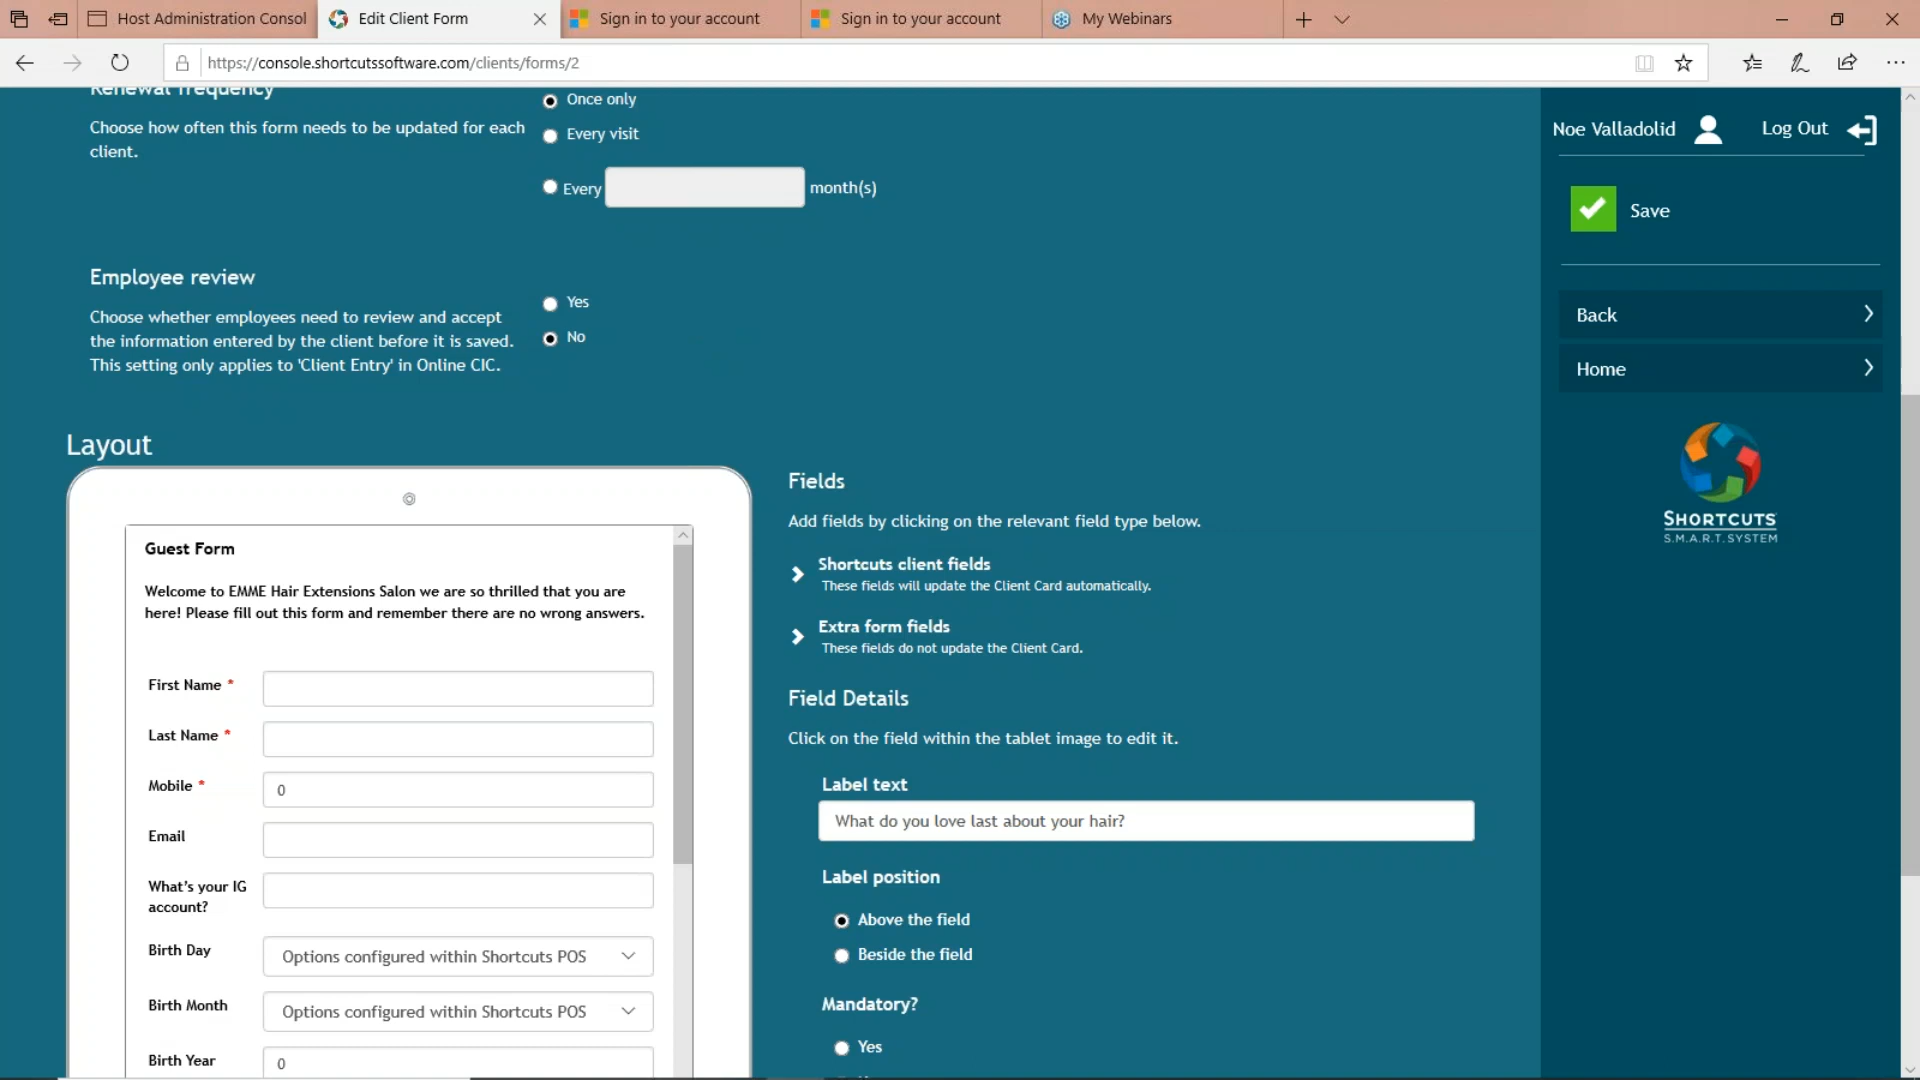 Host Administration Consol
Edit Client Form
Sign in to your account
Sign in to your account
My Webinars
https://console.shortcutssoftware.com/clients/forms/2
Renewal frequency
Choose how often this form needs to be updated for each
client.
Once only
Every visit
Every
month(s)
Employee review
Choose whether employees need to review and accept
the information entered by the client before it is saved.
This setting only applies to 'Client Entry' in Online CIC.
Yes
No
Layout
Guest Form
Welcome to EMME Hair Extensions Salon we are so thrilled that you are
here! Please fill out this form and remember there are no wrong answers.
First Name *
Last Name *
Mobile *
0
Email
What's your IG
account?
Birth Day
Options configured within Shortcuts POS
Birth Month
Options configured within Shortcuts POS
Birth Year
0
Fields
Add fields by clicking on the relevant field type below.
Shortcuts client fields
These fields will update the Client Card automatically.
Extra form fields
These fields do not update the Client Card.
Field Details
Click on the field within the tablet image to edit it.
Label text
What do you love last about your hair?
Label position
Above the field
Beside the field
Mandatory?
Yes
Noe Valladolid
Log Out
Save
Back
Home
SHORTCUTS
S.M.A.R.T. SYSTEM